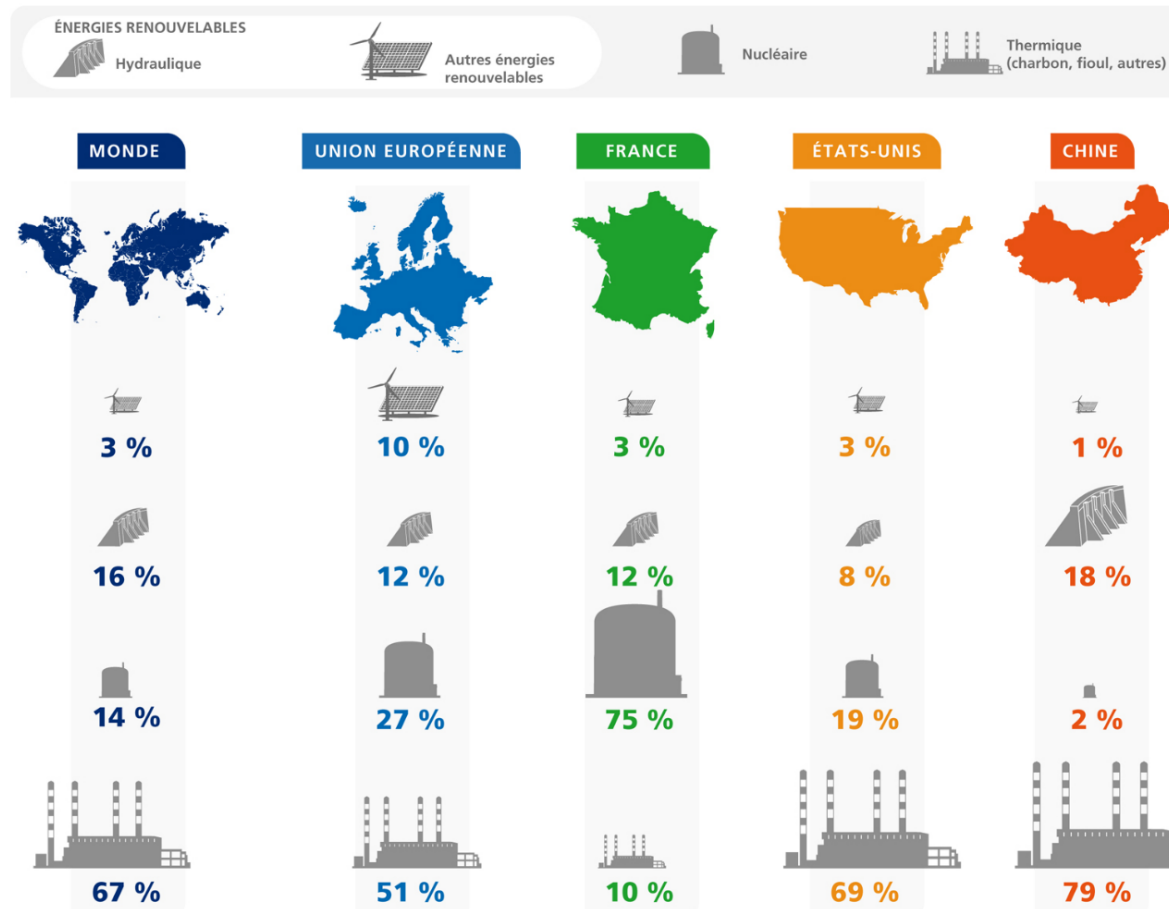 ÉNERGIES RENOUVELABLES
Hydraulique
Autres énergies
renouvelables
Nucléaire
Thermique
(charbon, fioul, autres)
MONDE
UNION EUROPÉENNE
FRANCE
ÉTATS-UNIS
CHINE
3 %
10 %
3 %
3 %
1 %
16 %
12 %
12 %
8 %
18 %
14 %
27 %
75 %
19 %
2 %
67 %
51 %
10 %
69 %
79 %